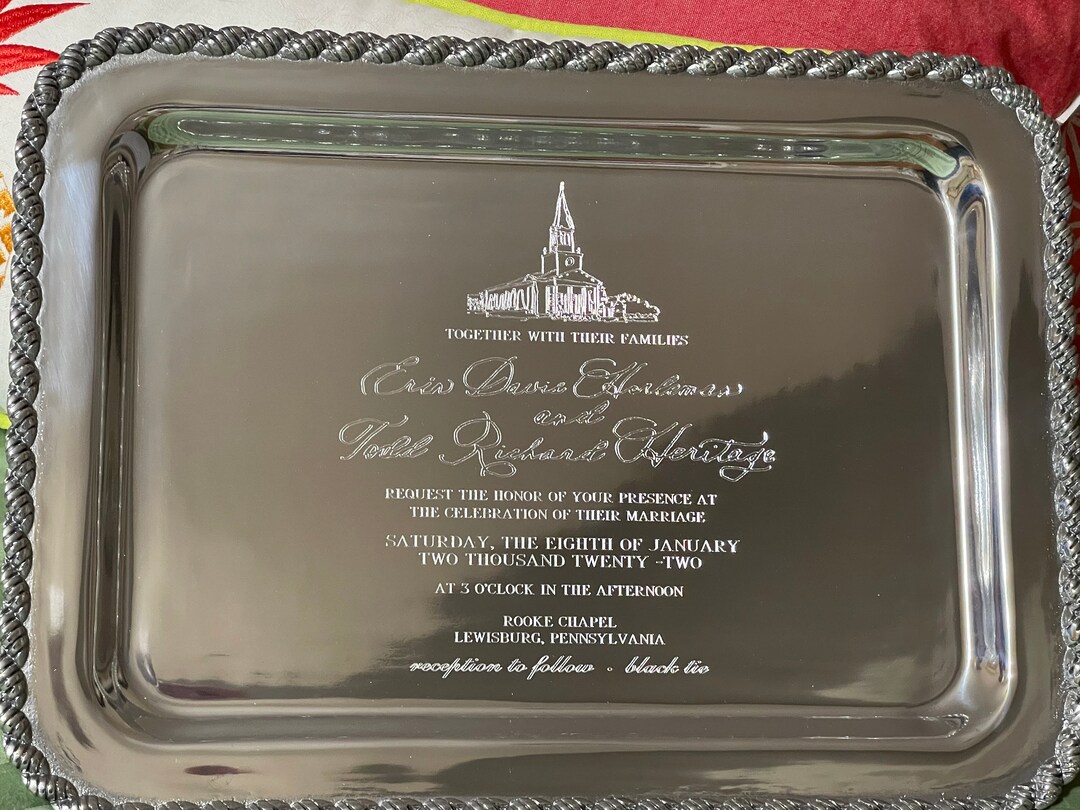 TOGETHER WITH THEIR FAMILIES
Erin Davie Horleman
and
Todd Richard Heritage
REQUEST THE HONOR OF YOUR PRESENCE AT
THE CELEBRATION OF THEIR MARRIAGE
SATURDAY, THE EIGHTH OF JANUARY
TWO THOUSAND TWENTY -TWO
AT 3 O'CLOCK IN THE AFTERNOON
ROOKE CHAPEL
LEWISBURG, PENNSYLVANIA
reception to follow · black tie